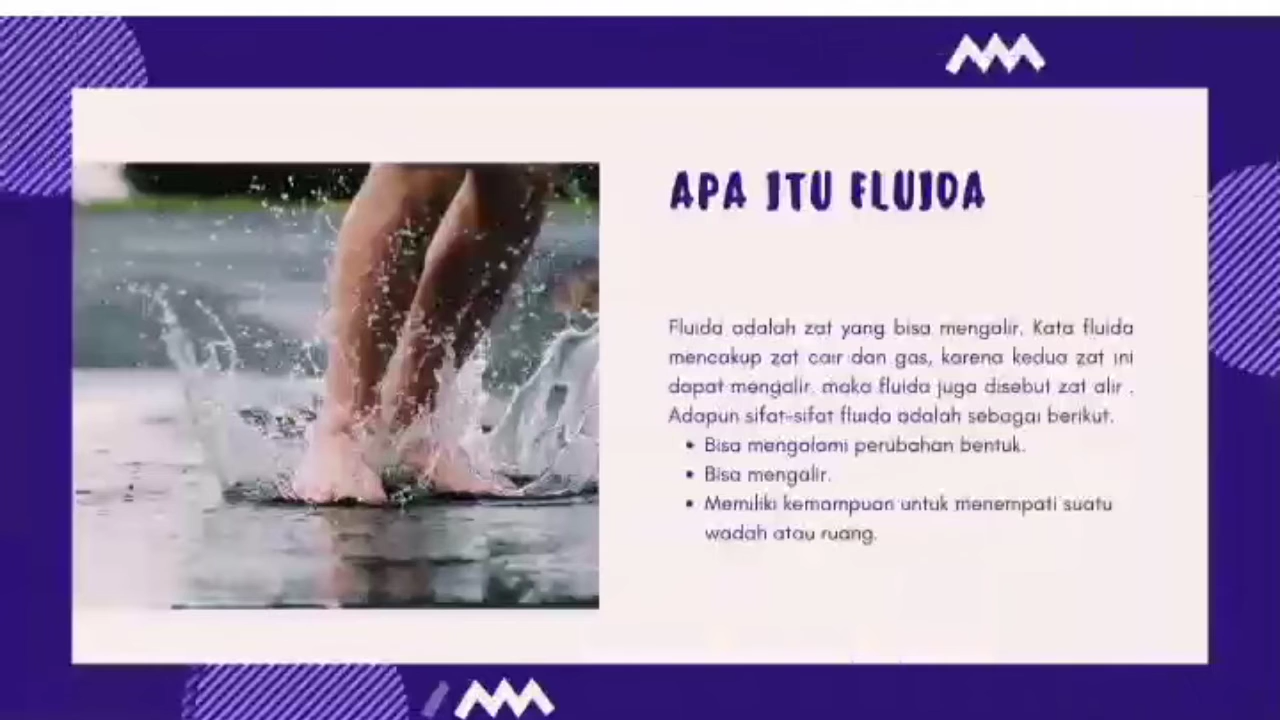 APA ITU FLUIDA
Fluida adalah zat yang bisa mengalir. Kata fluida
mencakup zat cair dan gas, karena kedua zat ini
dapat mengalir. maka fluida juga disebut zat alir .
Adapun sifat-sifat fluida adalah sebagai berikut.
• Bisa mengalami perubahan bentuk.
• Bisa mengalir.
• Memiliki kemampuan untuk menempati suatu
wadah atau ruang.